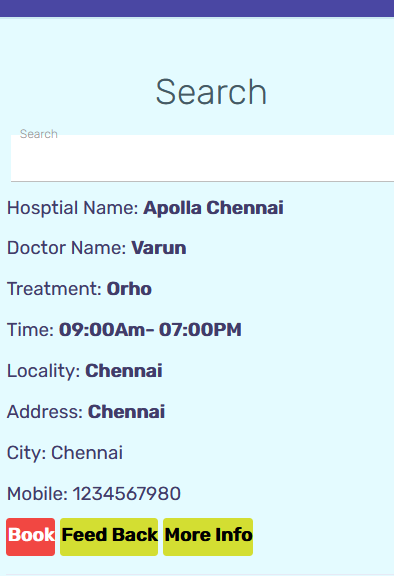 Search
Search
Hosptial Name: Apolla Chennai
Doctor Name: Varun
Treatment: Orho
Time: 09:00Am- 07:00PM
Locality: Chennai
Address: Chennai
City: Chennai
Mobile: 1234567980
Book Feed Back More Info